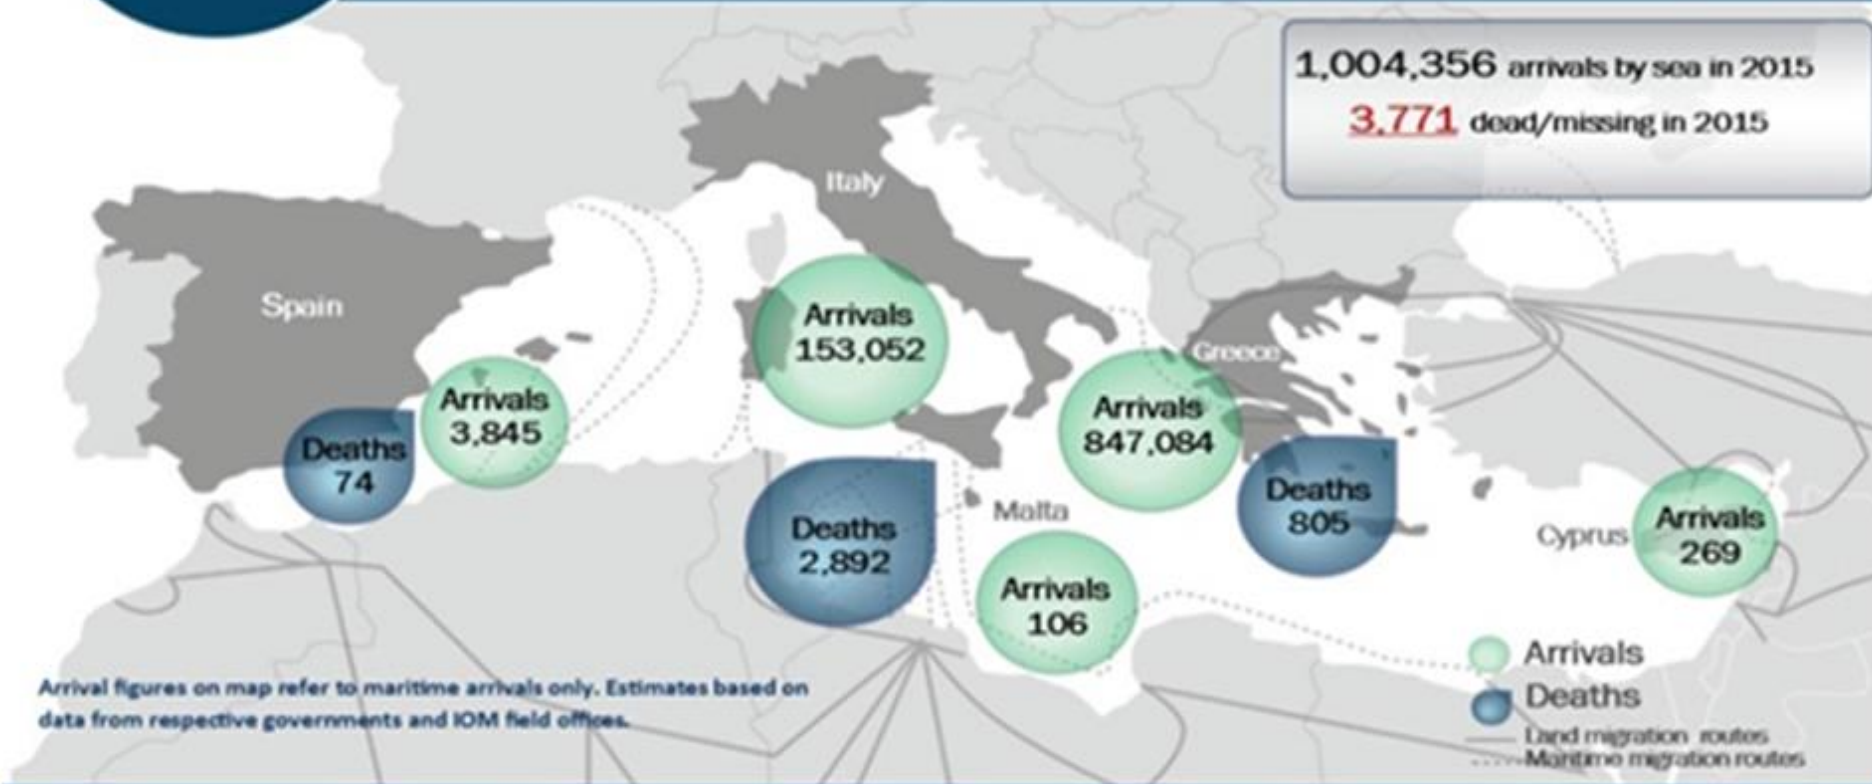 1,004,356 arrivals by sea in 2015
3,771 dead/missing in 2015
Italy
Spain
Arrivals
153,052
Greece
Arrivals
3,845
Arrivals
847,084
Deaths
74
Deaths
805
Malta
Deaths
2,892
Cyprus
Arrivals
269
Arrivals
106
Arrivals
Deaths
Land migration routes
Maritime migration routes
Arrival figures on map refer to maritime arrivals only. Estimates based on
data from respective governments and IOM field offices.